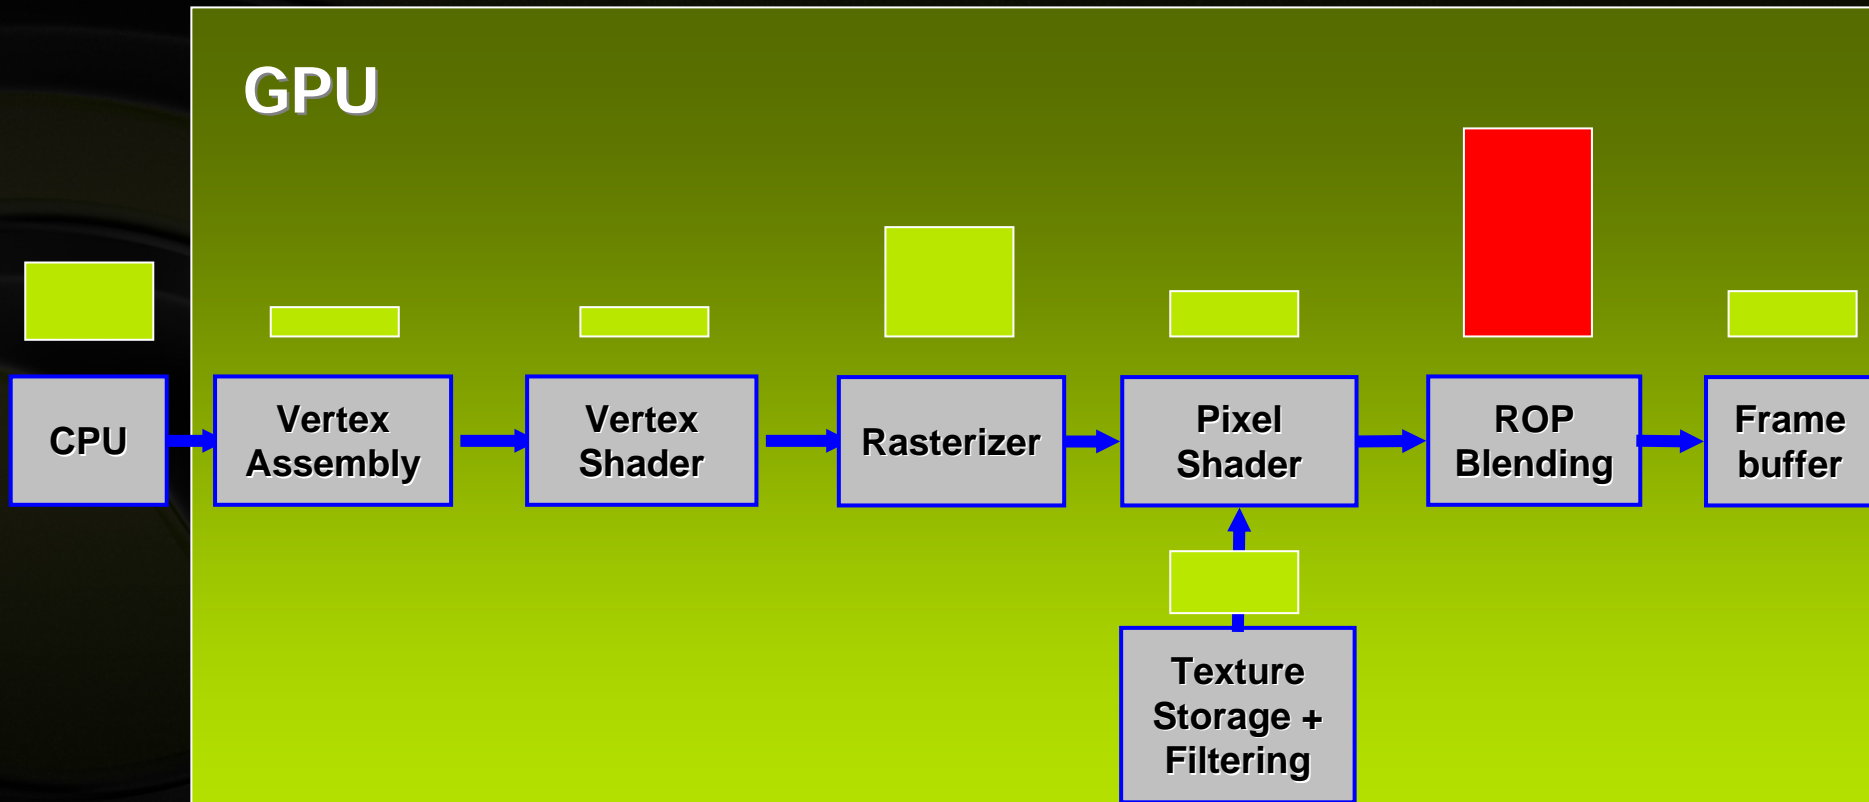 GPU
CPU
Vertex
Assembly
Vertex
Shader
Rasterizer
Pixel
Shader
ROP
Blending
Frame
buffer
Texture
Storage +
Filtering